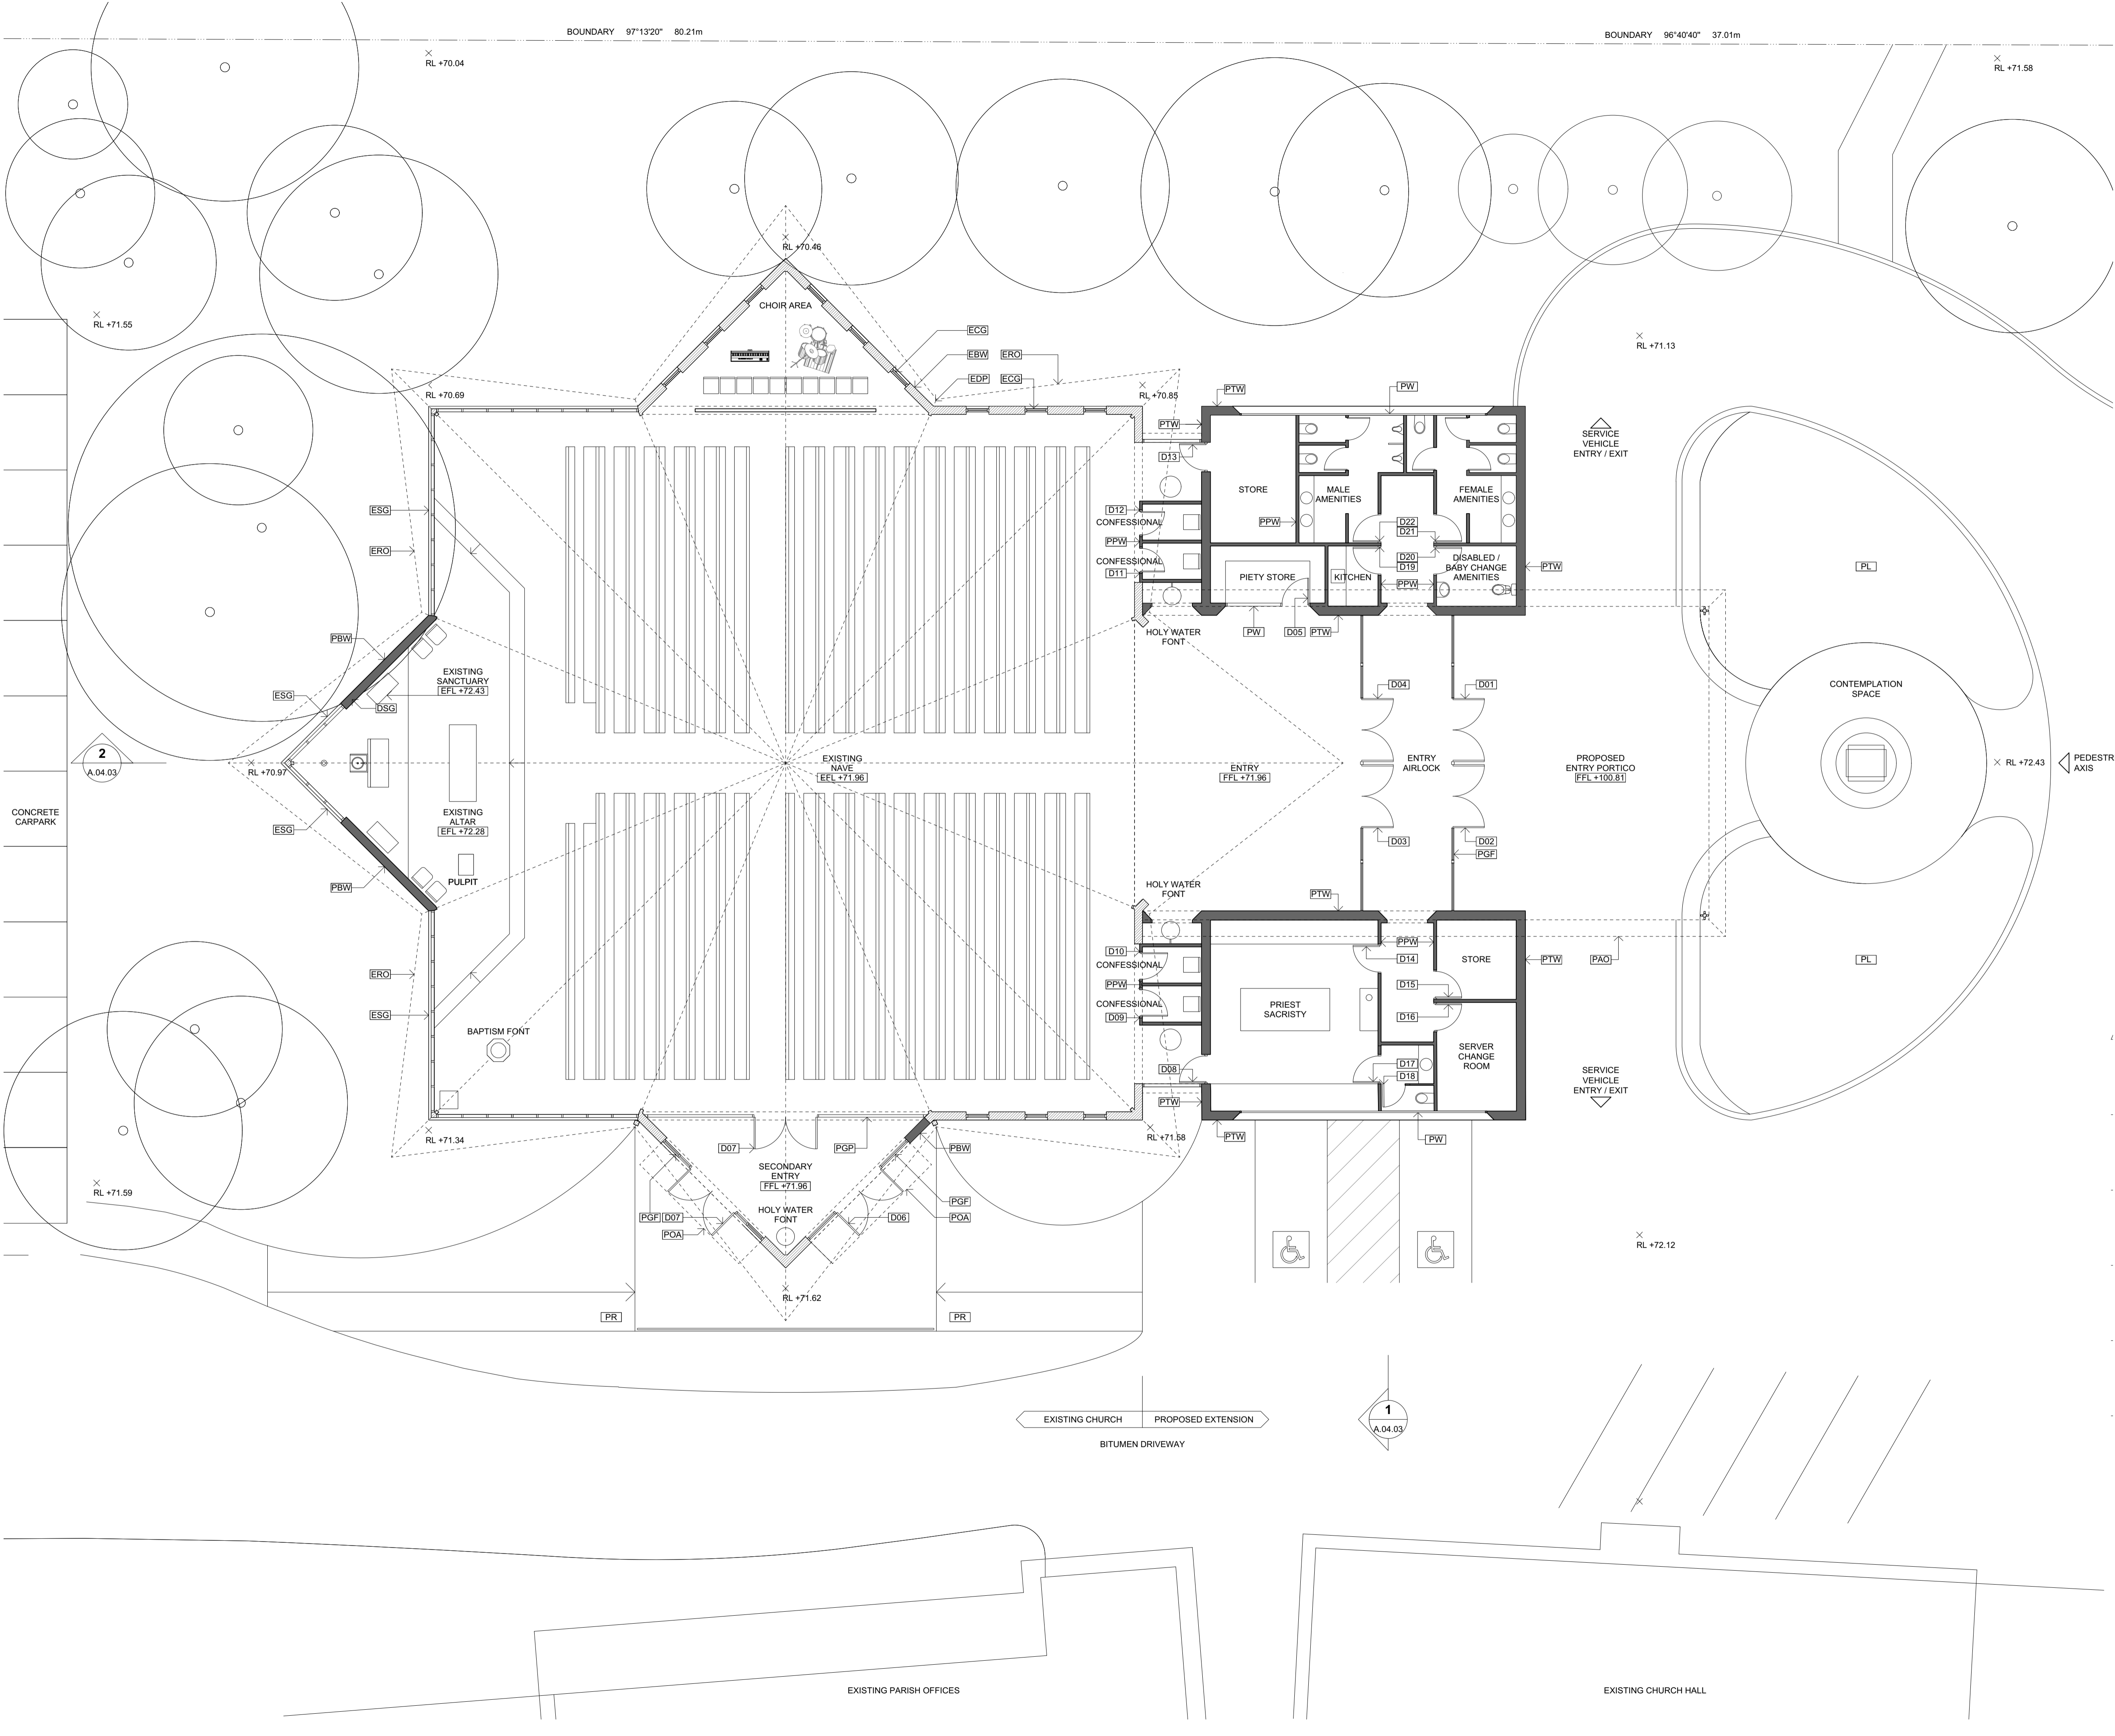 BOUNDARY 97°13'20" 80.21m
BOUNDARY 96°40'40" 37.01m
RL +70.04
RL +71.58
RL +70.46
CHOIR AREA
RL +71.55
ECG
EBW
ERO
EDP
ECG
RL +71.13
RL +70.69
RL +70.85
PTW
PW
PTW
D13
SERVICE
VEHICLE
ENTRY / EXIT
STORE
MALE
AMENITIES
FEMALE
AMENITIES
ESG
D12
CONFESSIONAL
PPW
D22
D21
ERO
PPW
CONFESSIONAL
D11
D20
D19
DISABLED /
BABY CHANGE
AMENITIES
PTW
PL
PIETY STORE
KITCHEN
PPW
PBW
HOLY WATER
FONT
PW
D05
PTW
EXISTING
SANCTUARY
EFL +72.43
ESG
DSG
D04
D01
CONTEMPLATION
SPACE
2
A.04.03
RL +70.97
EXISTING
NAVE
EFL +71.96
ENTRY
FFL +71.96
ENTRY
AIRLOCK
PROPOSED
ENTRY PORTICO
FFL +100.81
RL +72.43
PEDESTR
AXIS
CONCRETE
CARPARK
EXISTING
ALTAR
EFL +72.28
ESG
D03
D02
PGF
PBW
PULPIT
HOLY WATER
FONT
PTW
D10
CONFESSIONAL
PPW
D14
STORE
PTW
PAO
PL
ERO
PPW
CONFESSIONAL
D09
D15
D16
PRIEST
SACRISTY
ESG
BAPTISM FONT
SERVER
CHANGE
ROOM
D08
D17
D18
SERVICE
VEHICLE
ENTRY / EXIT
PTW
RL +71.34
RL +71.58
PTW
PW
D07
PGP
PBW
SECONDARY
ENTRY
FFL +71.96
RL +71.59
PGF
D07
HOLY WATER
FONT
D06
PGF
POA
POA
RL +72.12
RL +71.62
PR
PR
EXISTING CHURCH
PROPOSED EXTENSION
1
A.04.03
BITUMEN DRIVEWAY
EXISTING PARISH OFFICES
EXISTING CHURCH HALL